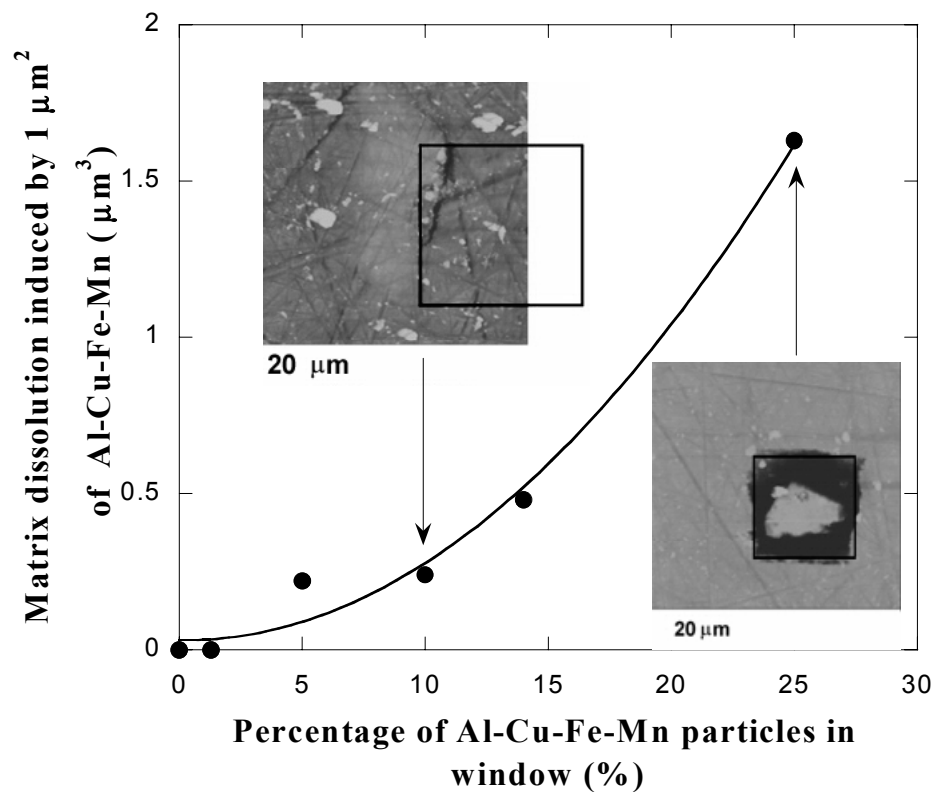 Matrix dissolution induced by 1 μm²
of Al-Cu-Fe-Mn (μm³)
2
1.5
1
0.5
0
20 μm
20 μm
0 5 10 15 20 25 30
Percentage of Al-Cu-Fe-Mn particles in
window (%)